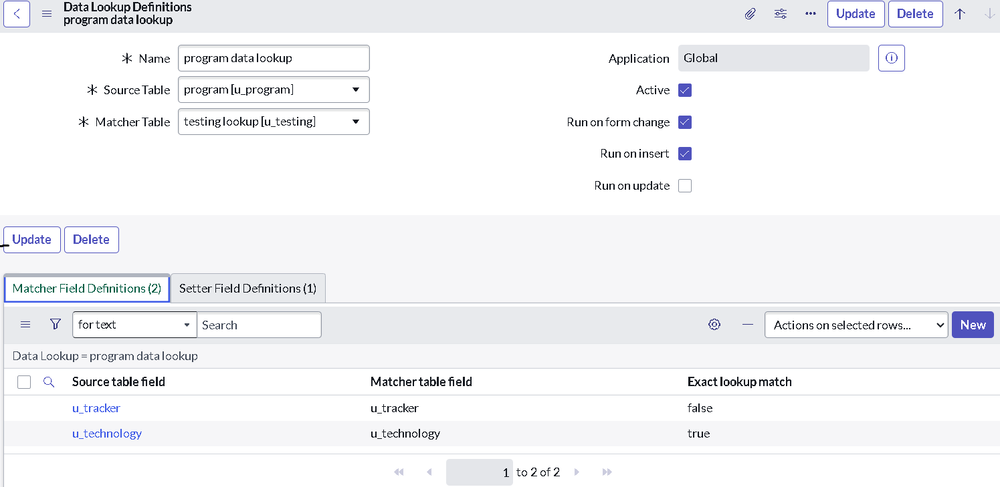 Data Lookup Definitions
program data lookup
Update Delete
Name program data lookup
Application Global
Source Table program [u_program]
Active
Matcher Table testing lookup [u_testing]
Run on form change
Run on insert
Run on update
Update Delete
Matcher Field Definitions (2) Setter Field Definitions (1)
for text Search Actions on selected rows... New
Data Lookup = program data lookup
Source table field Matcher table field Exact lookup match
u_tracker u_tracker false
u_technology u_technology true
1 to 2 of 2